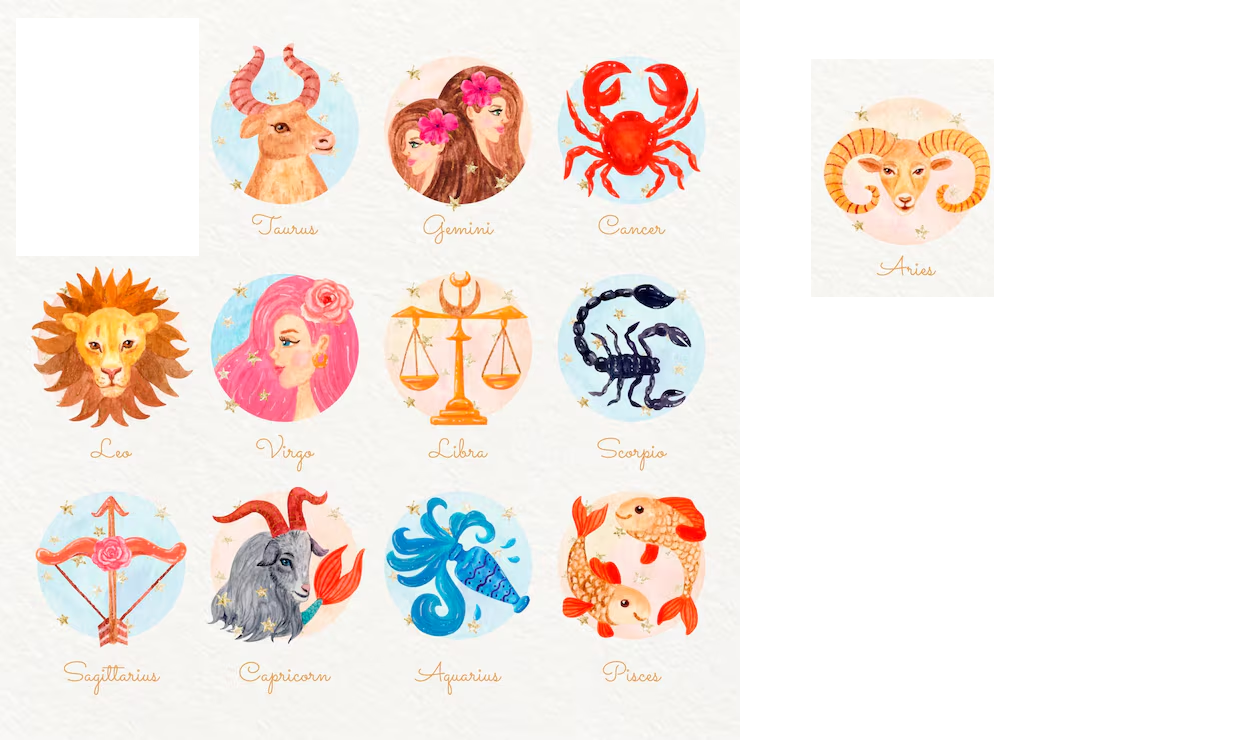 Taurus
Gemini
Cancer
Aries
Leo
Virgo
Libra
Scorpio
Sagittarius
Capricorn
Aquarius
Pisces